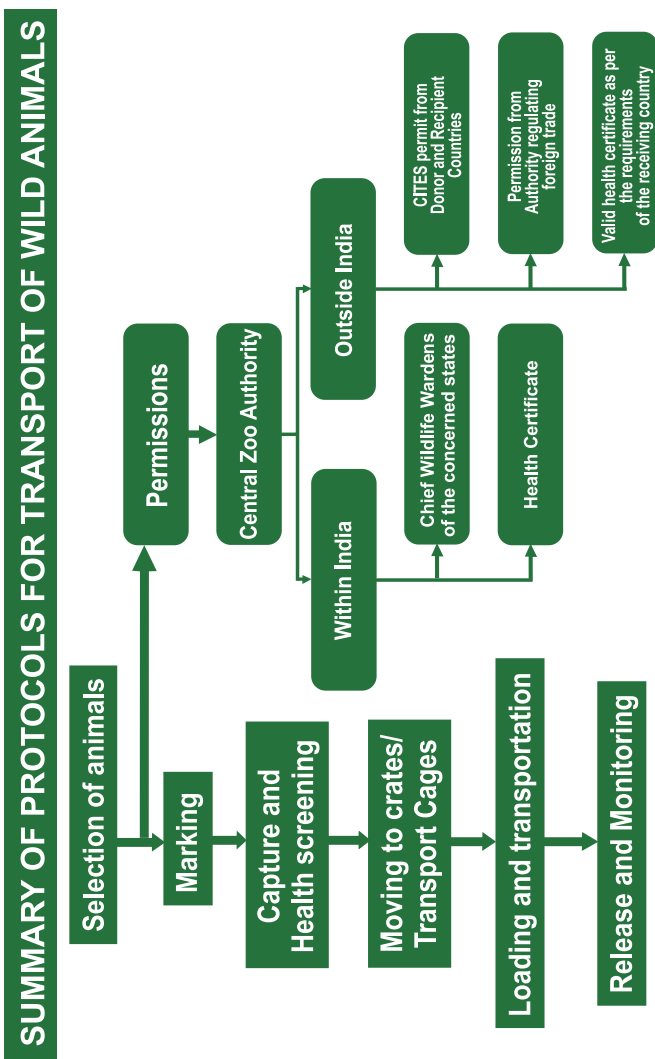 SUMMARY OF PROTOCOLS FOR TRANSPORT OF WILD ANIMALS
Selection of animals
Marking
Capture and
Health screening
Moving to crates/
Transport Cages
Loading and transportation
Release and Monitoring
Permissions
Central Zoo Authority
Within India
Chief Wildlife Wardens
of the concerned states
Health Certificate
Outside India
CITES permit from
Donor and Recipient
Countries
Permission from
Authority regulating
foreign trade
Valid health certificate as per
the requirements
of the receiving country